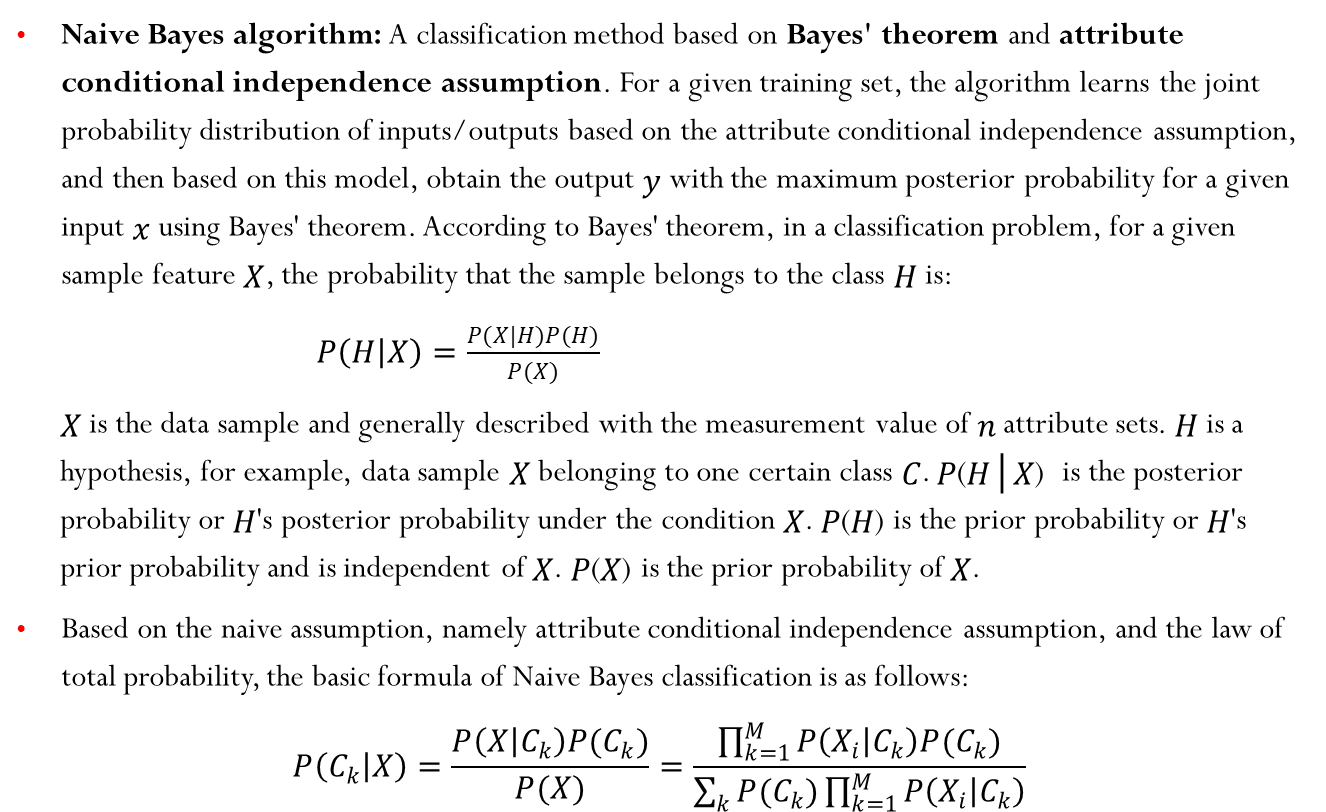 • Naive Bayes algorithm: A classification method based on Bayes' theorem and attribute
conditional independence assumption. For a given training set, the algorithm learns the joint
probability distribution of inputs/outputs based on the attribute conditional independence assumption,
and then based on this model, obtain the output y with the maximum posterior probability for a given
input x using Bayes' theorem. According to Bayes' theorem, in a classification problem, for a given
sample feature X, the probability that the sample belongs to the class H is:
P(H|X) = P(X|H)P(H) / P(X)
X is the data sample and generally described with the measurement value of n attribute sets. H is a
hypothesis, for example, data sample X belonging to one certain class C. P(H | X) is the posterior
probability or H's posterior probability under the condition X. P(H) is the prior probability or H's
prior probability and is independent of X. P(X) is the prior probability of X.
• Based on the naive assumption, namely attribute conditional independence assumption, and the law of
total probability, the basic formula of Naive Bayes classification is as follows:
P(C_k|X) = P(X|C_k)P(C_k) / P(X) = ∏_{k=1}^{M} P(X_i|C_k)P(C_k) / ∑_k P(C_k) ∏_{k=1}^{M} P(X_i|C_k)